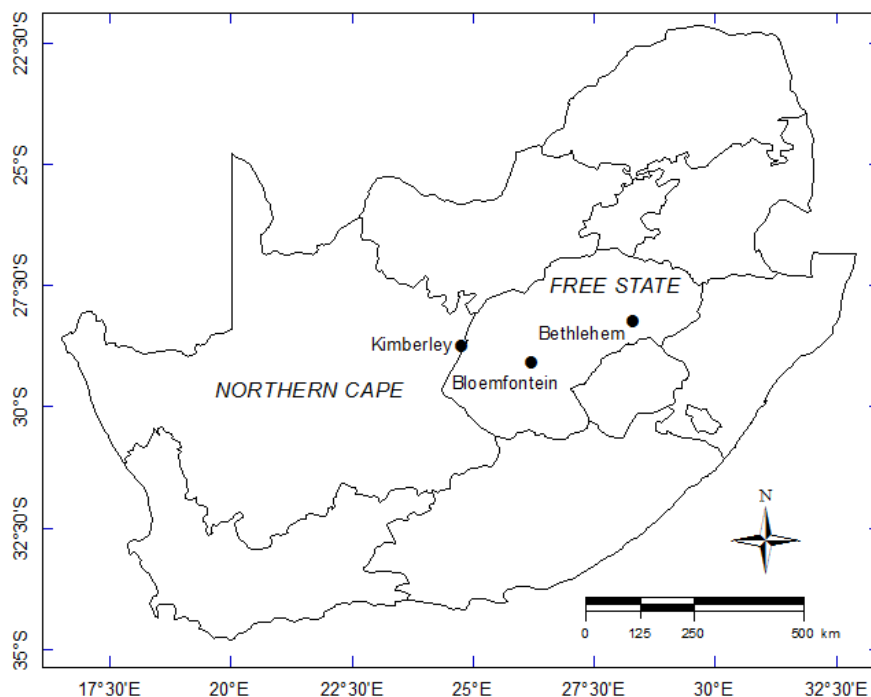 22°30'S
25°S
27°30'S
30°S
32°30'S
35°S
FREE STATE
Bethlehem
Kimberley
Bloemfontein
NORTHERN CAPE
N
0 125 250 500 km
17°30'E 20°E 22°30'E 25°E 27°30'E 30°E 32°30'E